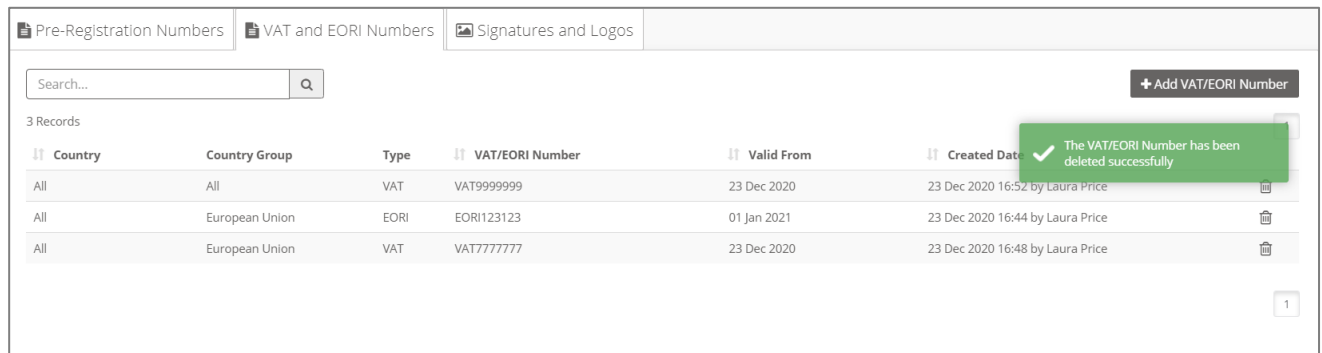 Pre-Registration Numbers VAT and EORI Numbers Signatures and Logos
Search...
+ Add VAT/EORI Number
3 Records 1
Country Country Group Type VAT/EORI Number Valid From Created Date
The VAT/EORI Number has been
deleted successfully
All All VAT VAT9999999 23 Dec 2020 23 Dec 2020 16:52 by Laura Price
All European Union EORI EORI123123 01 Jan 2021 23 Dec 2020 16:44 by Laura Price
All European Union VAT VAT7777777 23 Dec 2020 23 Dec 2020 16:48 by Laura Price
1